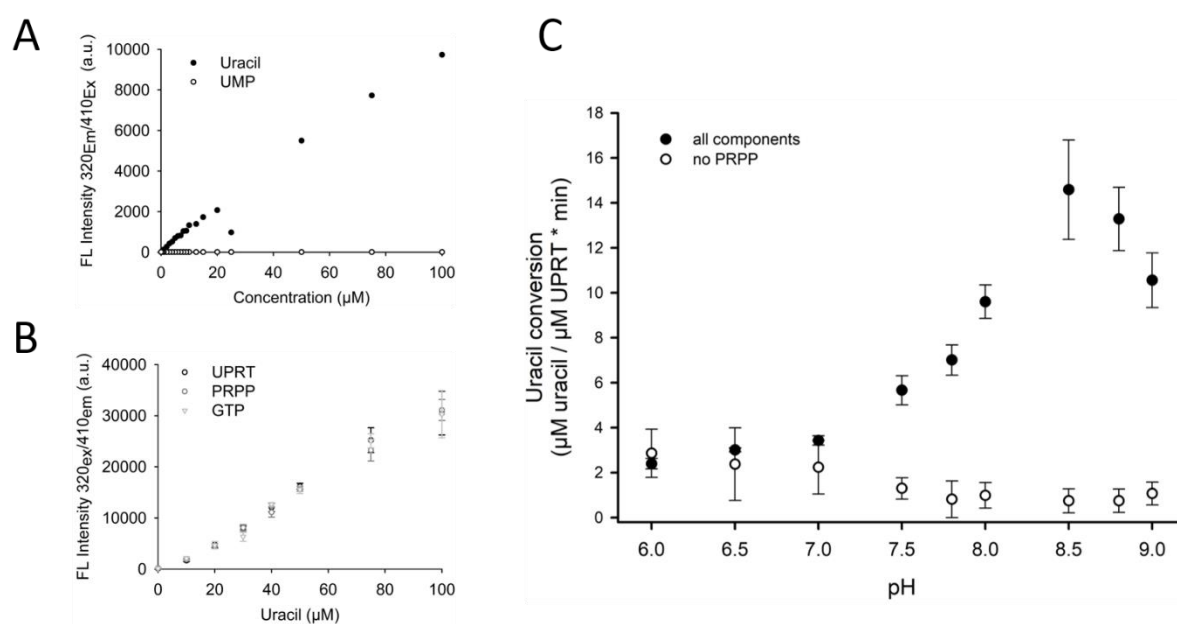 A
FL Intensity 320Em/410Ex (a.u.)
10000
8000
6000
4000
2000
0
Uracil
UMP
0 20 40 60 80 100
Concentration (µM)
B
FL Intensity 320ex/410em (a.u.)
40000
30000
20000
10000
0
UPRT
PRPP
GTP
0 20 40 60 80 100
Uracil (µM)
C
Uracil conversion
(µM uracil / µM UPRT * min)
18
16
14
12
10
8
6
4
2
0
all components
no PRPP
6.0 6.5 7.0 7.5 8.0 8.5 9.0
pH